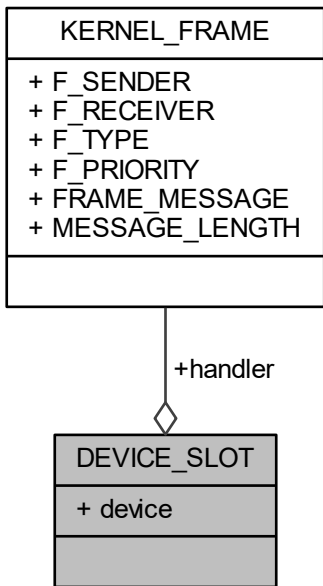 KERNEL_FRAME
+ F_SENDER
+ F_RECEIVER
+ F_TYPE
+ F_PRIORITY
+ FRAME_MESSAGE
+ MESSAGE_LENGTH
+handler
DEVICE_SLOT
+ device